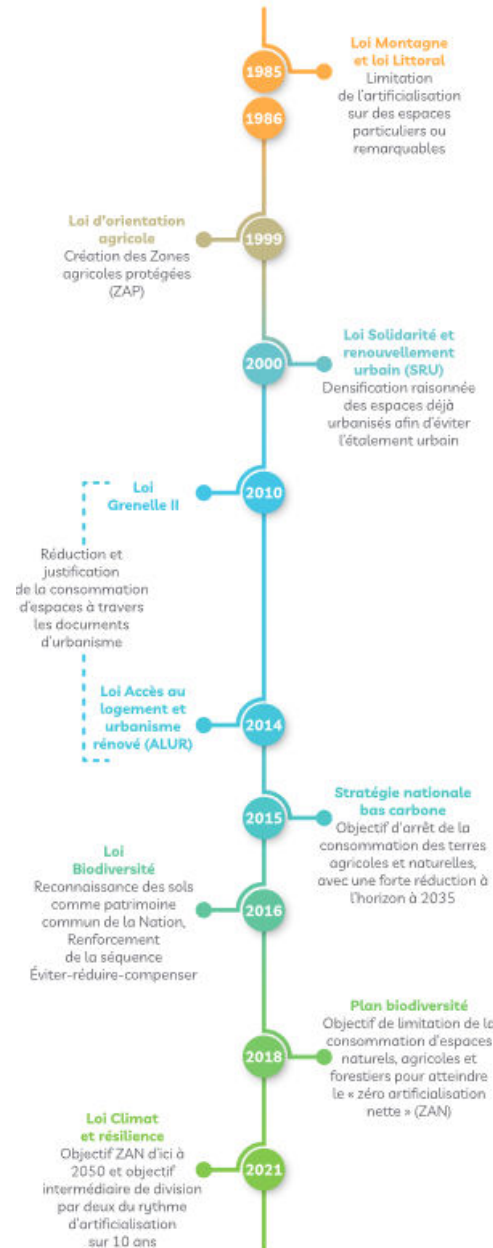 1985
1986
Loi Montagne
et loi Littoral
Limitation
de l'artificialisation
sur des espaces
particuliers ou
remarquables
Loi d'orientation
agricole
Création des Zones
agricoles protégées
(ZAP)
1999
2000
Loi Solidarité et
renouvellement
urbain (SRU)
Densification raisonnée
des espaces déjà
urbanisés afin d'éviter
l'étalement urbain
Loi
Grenelle II
2010
Réduction et
justification
de la consommation
d'espaces à travers
les documents
d'urbanisme
Loi Accès au
logement et
urbanisme
rénové (ALUR)
2014
2015
Stratégie nationale
bas carbone
Objectif d'arrêt de la
consommation des terres
agricoles et naturelles,
avec une forte réduction à
l'horizon à 2035
Loi
Biodiversité
Reconnaissance des sols
comme patrimoine
commun de la Nation,
Renforcement
de la séquence
Éviter-réduire-compenser
2016
2018
Plan biodiversité
Objectif de limitation de la
consommation d'espaces
naturels, agricoles et
forestiers pour atteindre
le « zéro artificialisation
nette » (ZAN)
Loi Climat
et résilience
Objectif ZAN d'ici à
2050 et objectif
intermédiaire de division
par deux du rythme
d'artificialisation
sur 10 ans
2021